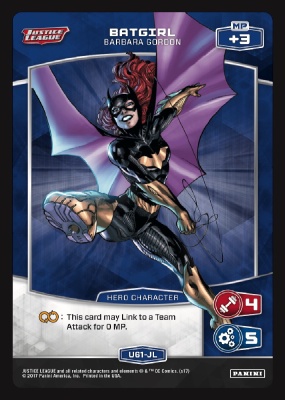 JUSTICE LEAGUE
BATGIRL
BARBARA GORDON
MP
+3
HERO CHARACTER
: This card may Link to a Team
Attack for 0 MP.
4
5
U61-JL
JUSTICE LEAGUE and all related characters and elements © & ™ DC Comics. (s17)
© 2017 Panini America, Inc. Printed in the USA.
PANINI